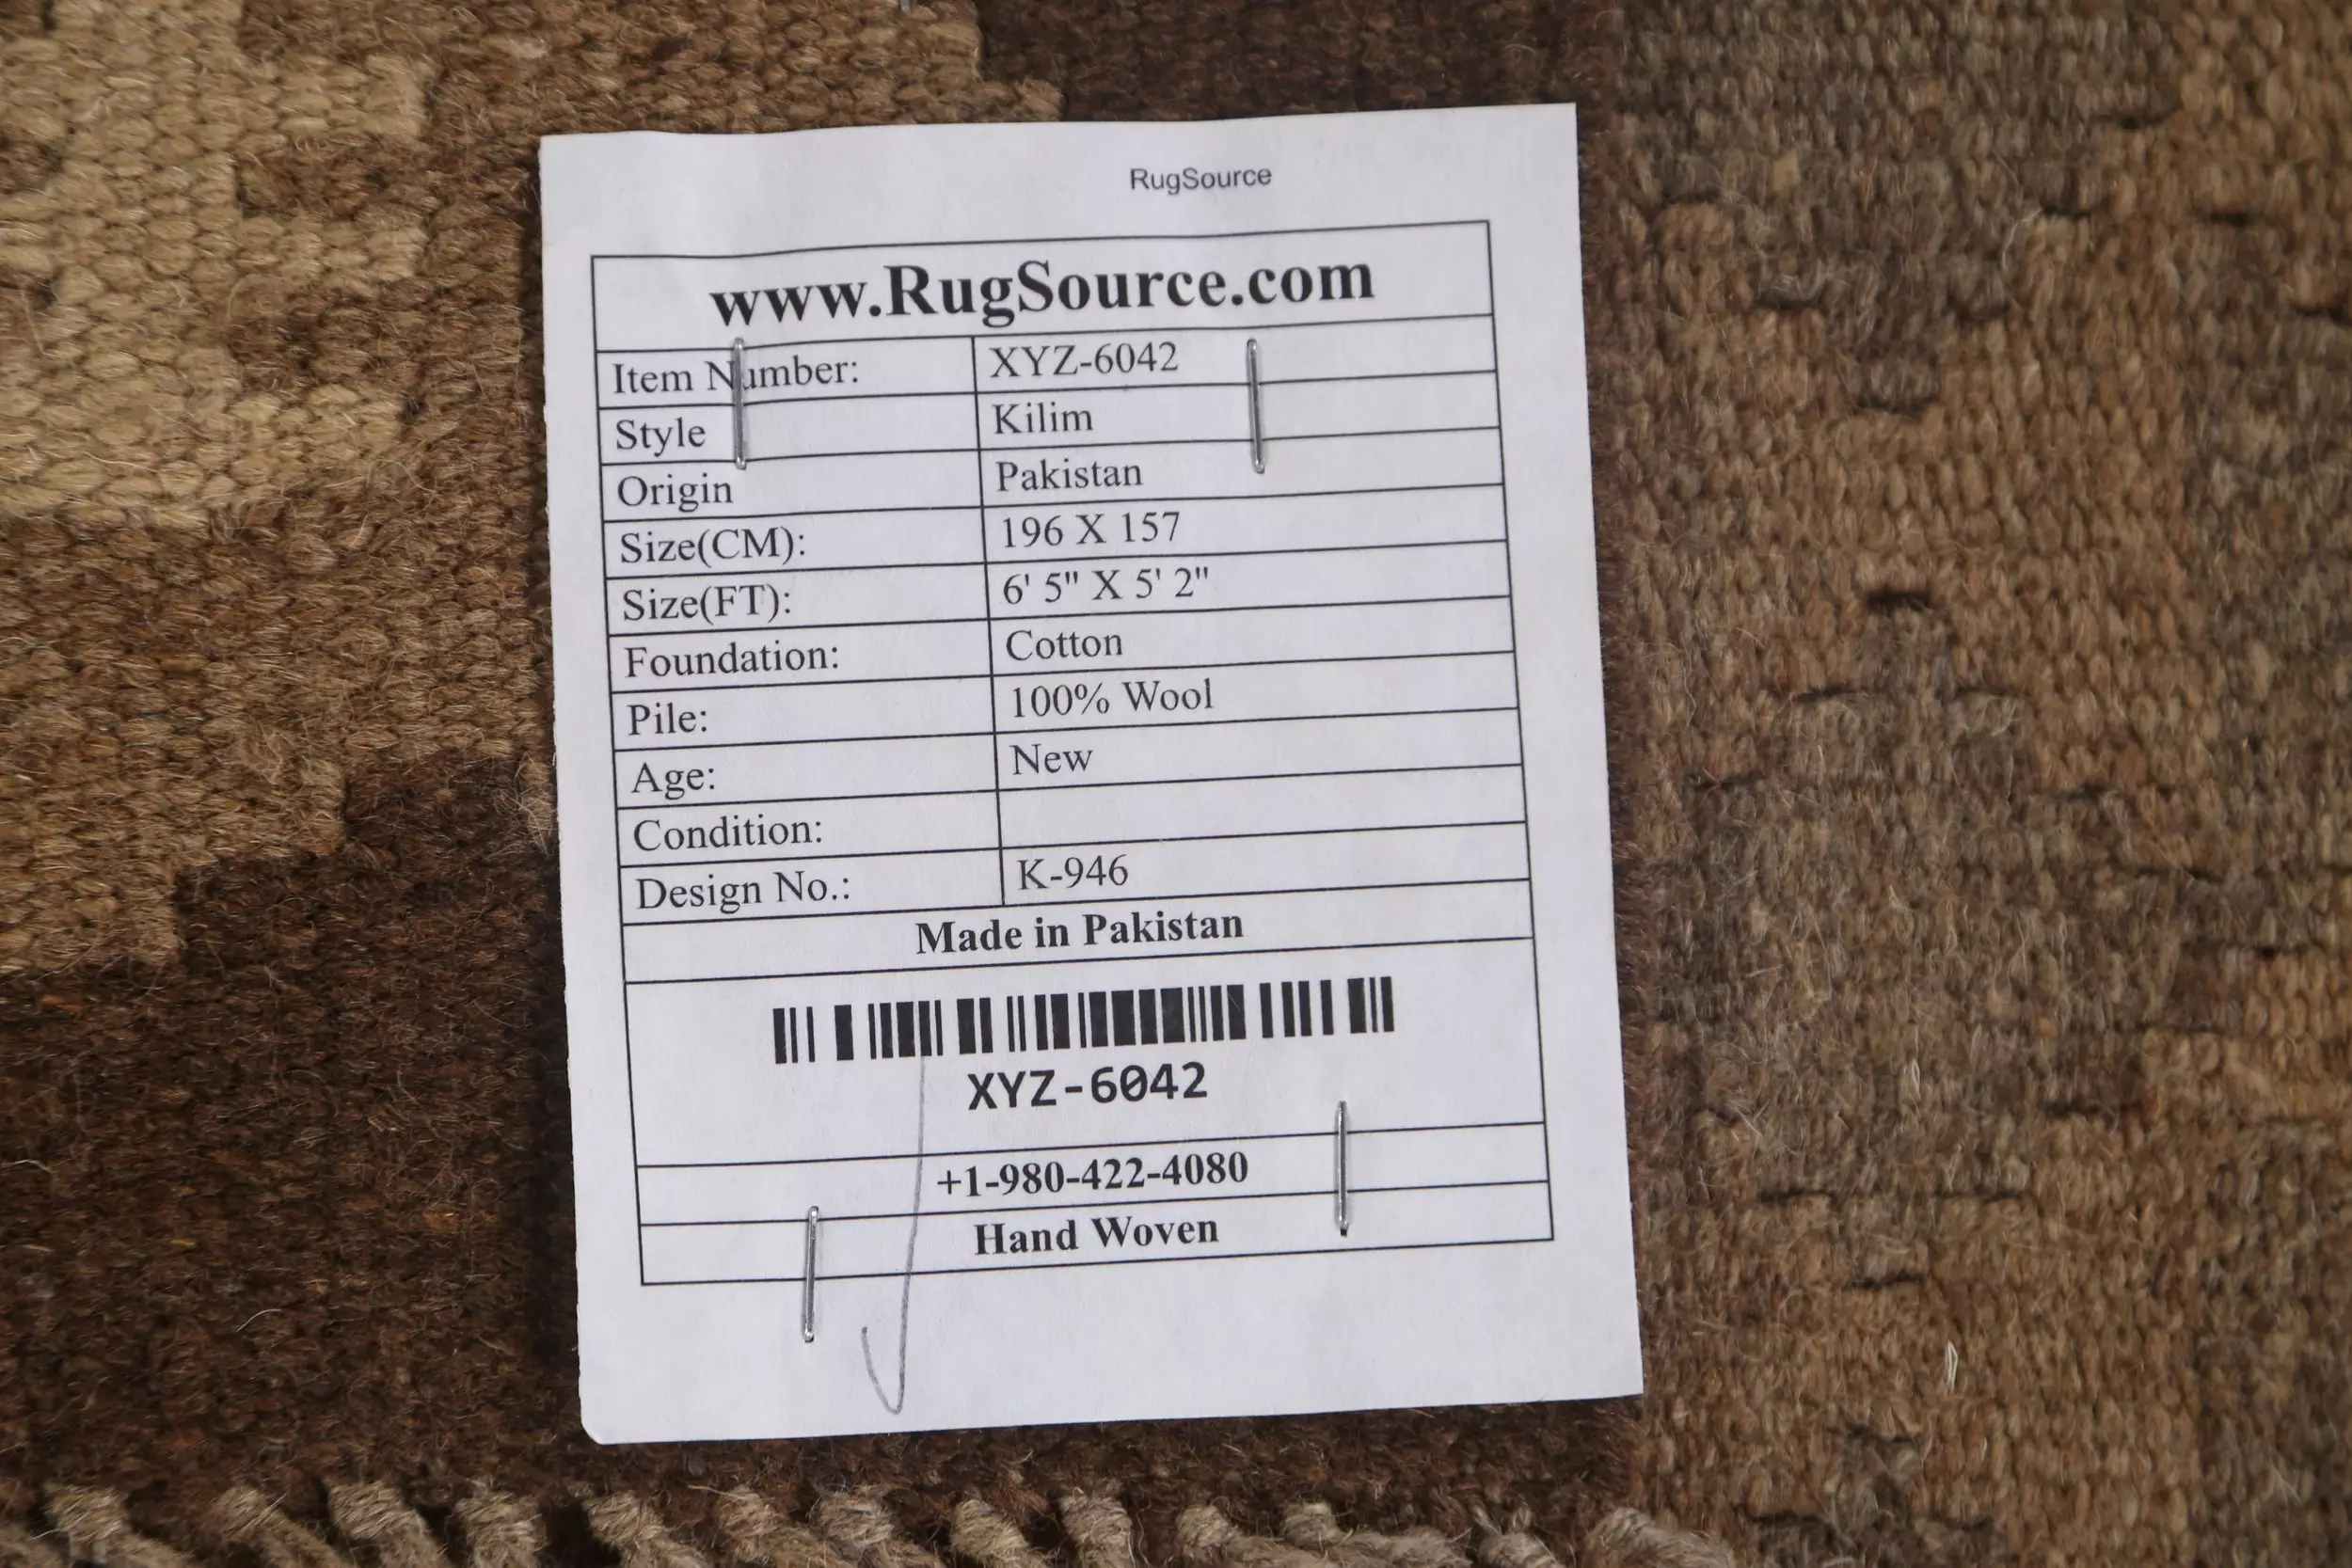 RugSource
www.RugSource.com
Item Number: XYZ-6042
Style Kilim
Origin Pakistan
Size(CM): 196 X 157
Size(FT): 6' 5" X 5' 2"
Foundation: Cotton
Pile: 100% Wool
Age: New
Condition:
Design No.: K-946
Made in Pakistan
XYZ-6042
+1-980-422-4080
Hand Woven